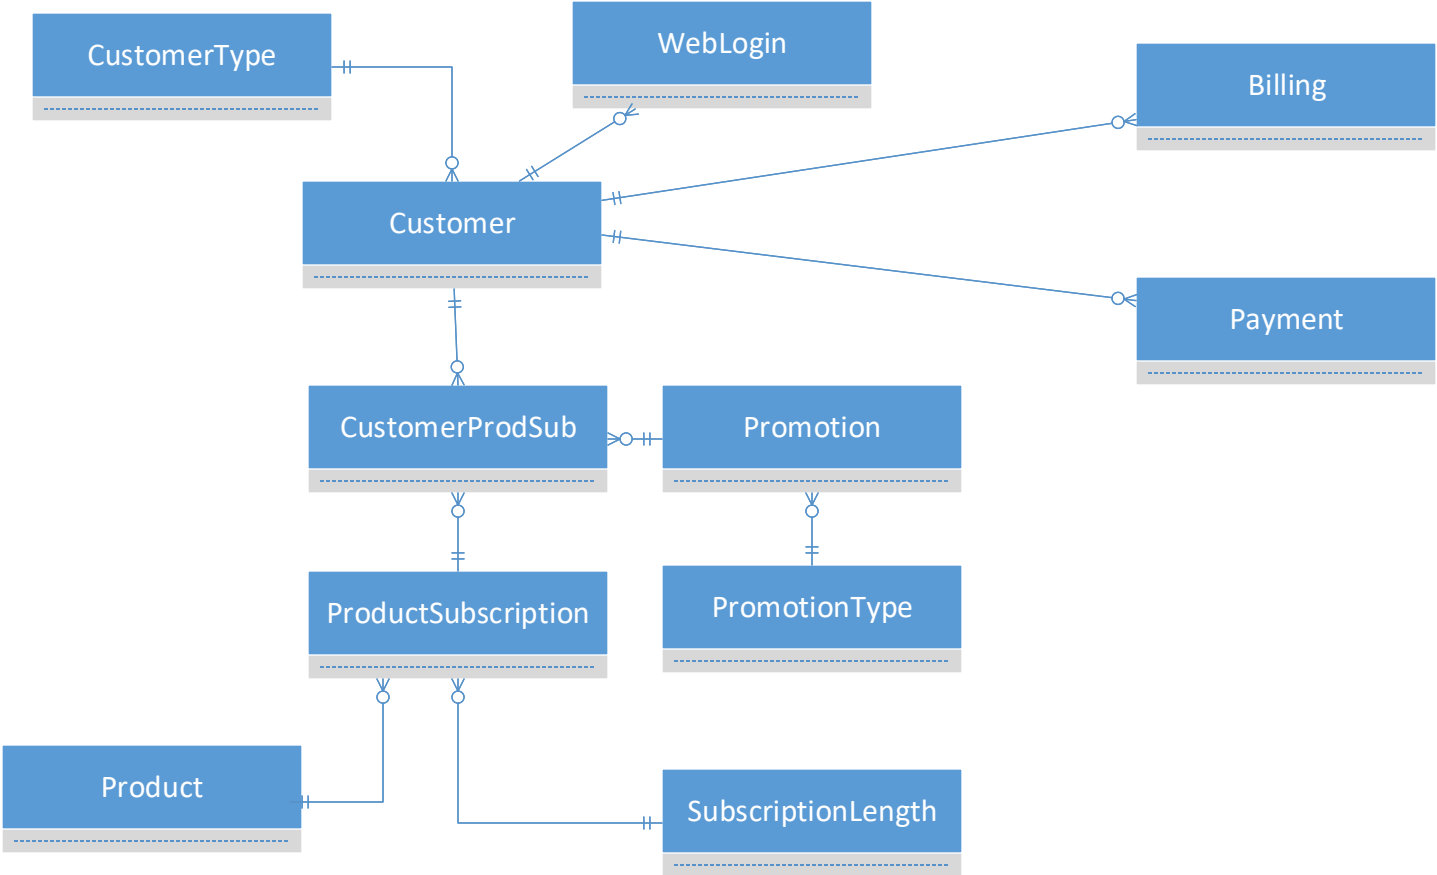 CustomerType
WebLogin
Billing
Customer
Payment
CustomerProdSub
Promotion
ProductSubscription
PromotionType
Product
SubscriptionLength